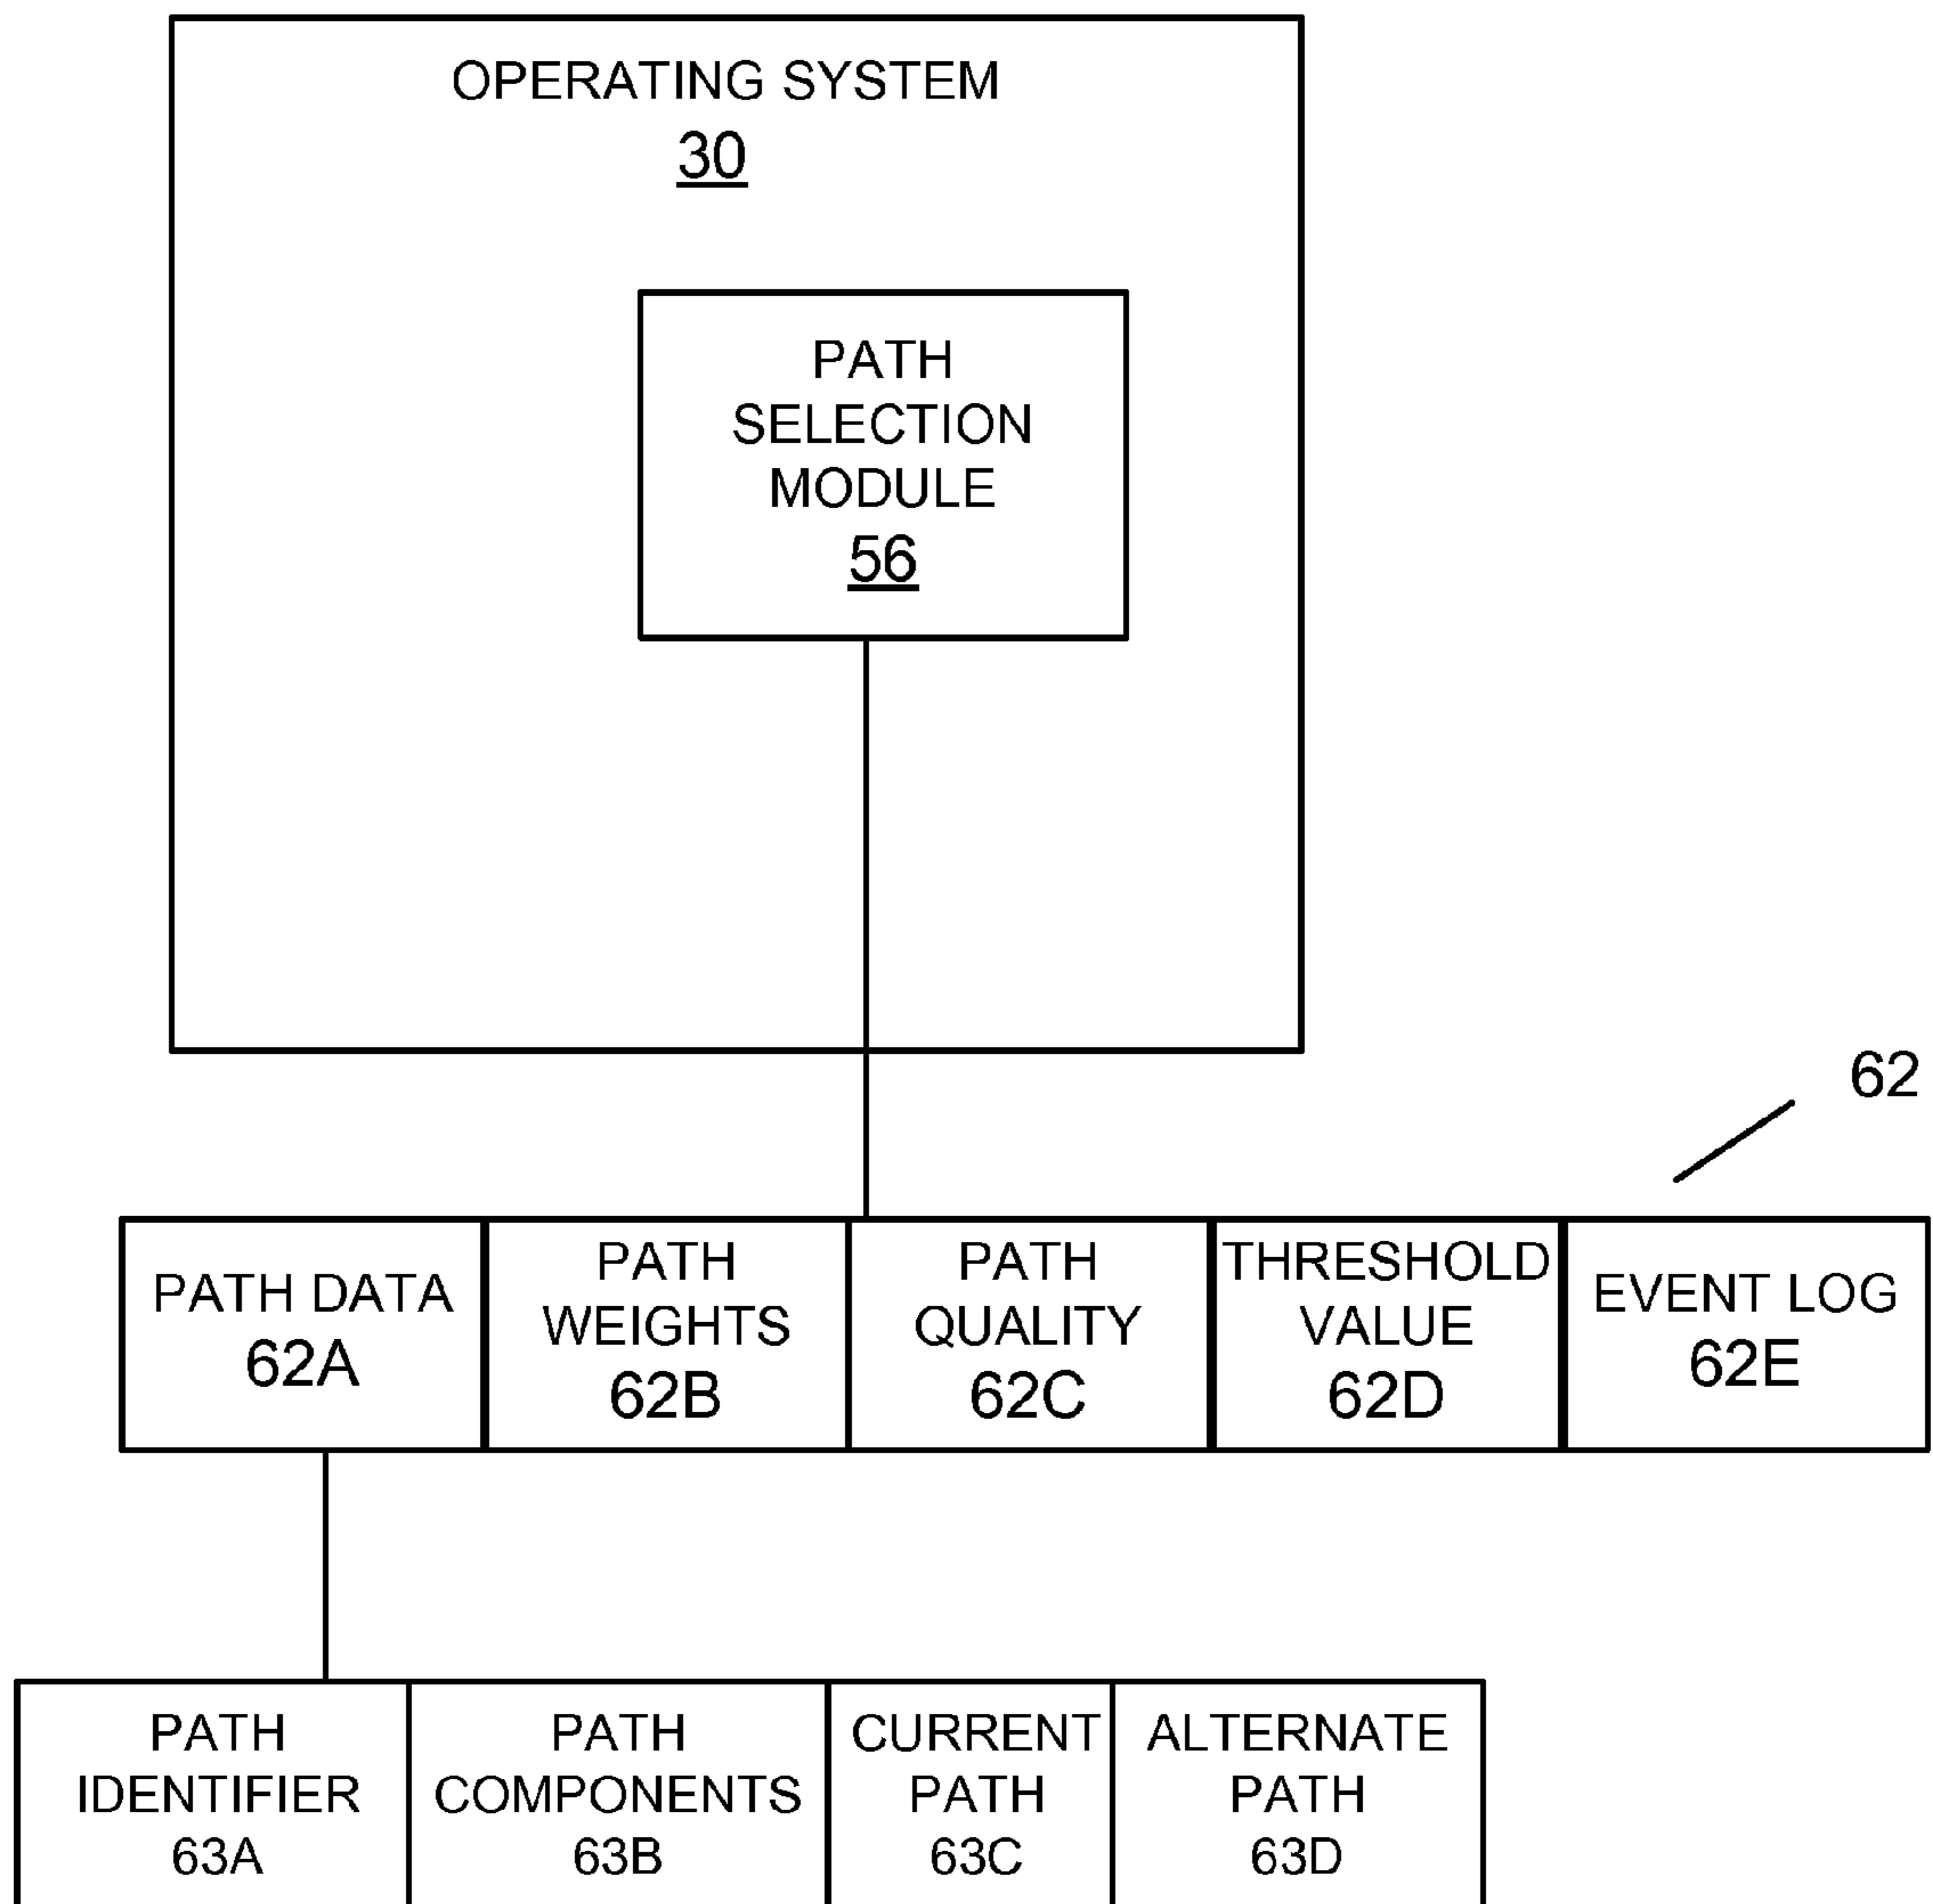 OPERATING SYSTEM
30
PATH
SELECTION
MODULE
56
62
PATH DATA
62A
PATH
WEIGHTS
62B
PATH
QUALITY
62C
THRESHOLD
VALUE
62D
EVENT LOG
62E
PATH
IDENTIFIER
63A
PATH
COMPONENTS
63B
CURRENT
PATH
63C
ALTERNATE
PATH
63D